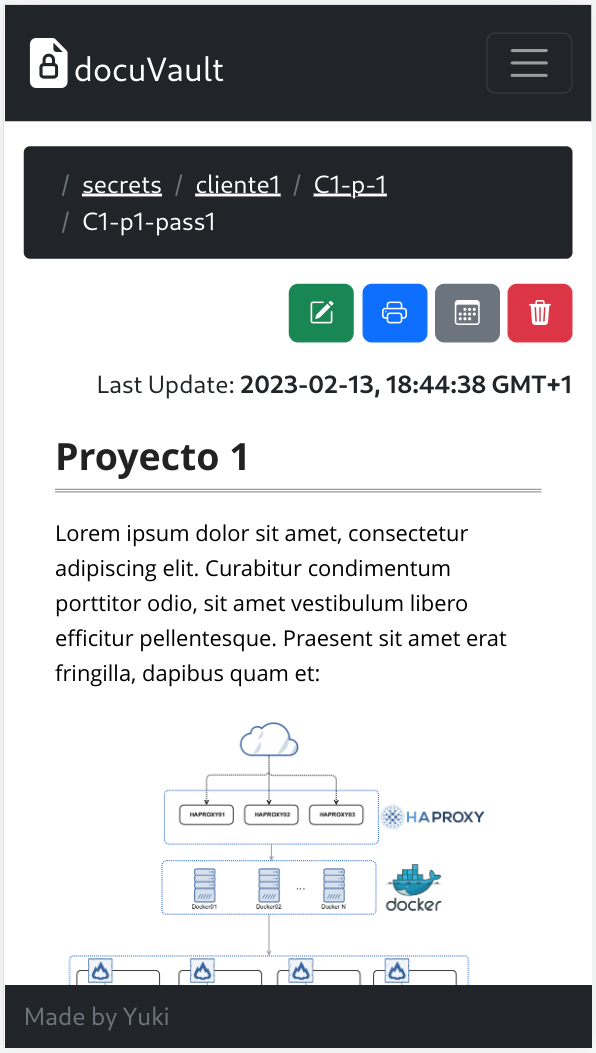 docuVault
/ secrets / cliente1 / C1-p-1
/ C1-p1-pass1
Last Update: 2023-02-13, 18:44:38 GMT+1
Proyecto 1
Lorem ipsum dolor sit amet, consectetur
adipiscing elit. Curabitur condimentum
porttitor odio, sit amet vestibulum libero
efficitur pellentesque. Praesent sit amet erat
fringilla, dapibus quam et:
HAPROXY01 HAPROXY02 HAPROXY03 HAPROXY
Docker01 Docker02 ... Docker N docker
Made by Yuki